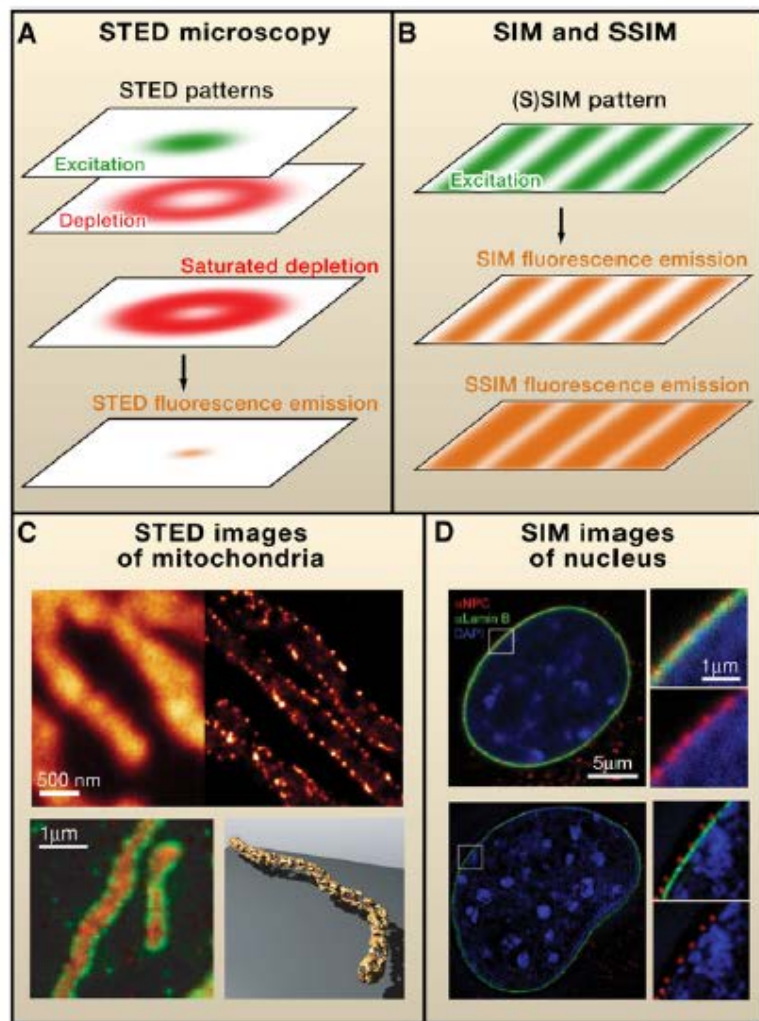 A STED microscopy
STED patterns
Excitation
Depletion
Saturated depletion
STED fluorescence emission
B SIM and SSIM
(S)SIM pattern
Excitation
SIM fluorescence emission
SSIM fluorescence emission
C STED images
of mitochondria
500 nm
1μm
D SIM images
of nucleus
αNPC
αLamin B
DAPI
5μm
1μm